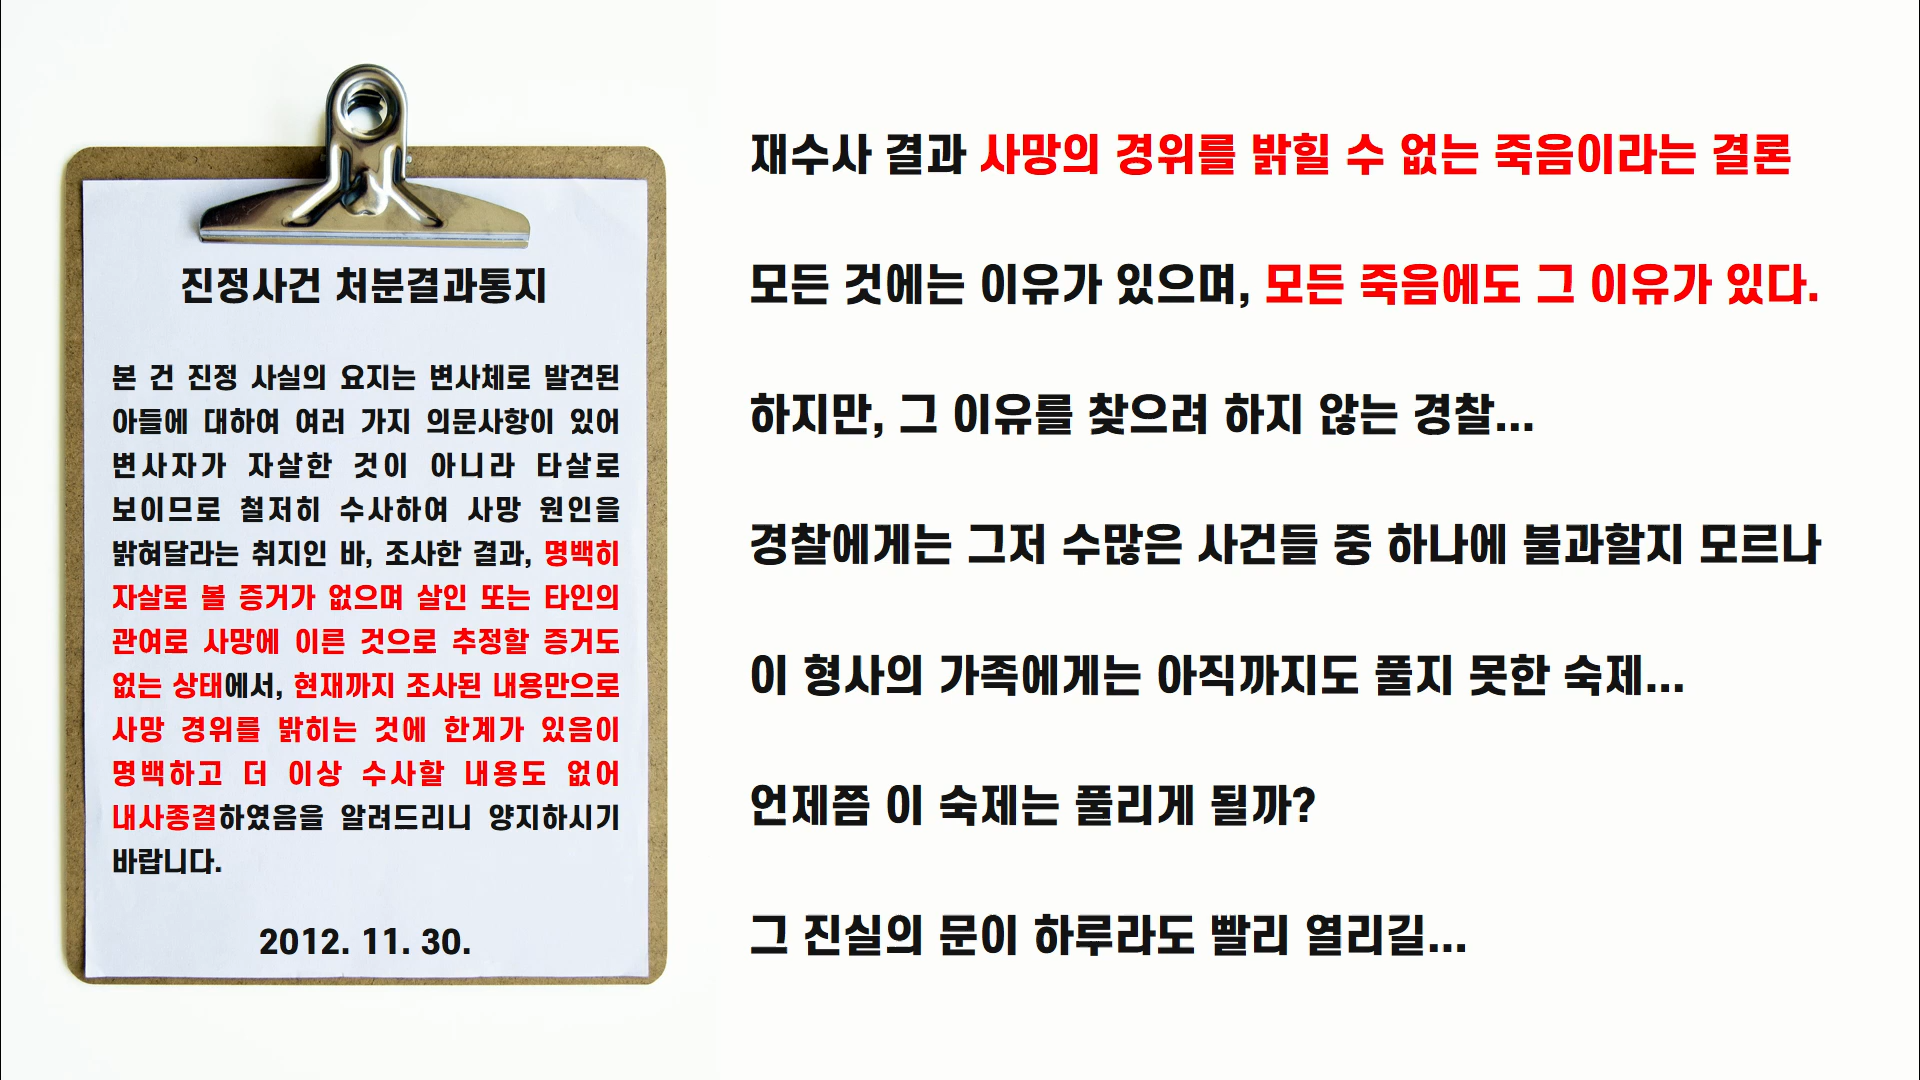 진정사건 처분결과통지
본 건 진정 사실의 요지는 변사체로 발견된
아들에 대하여 여러 가지 의문사항이 있어
변사자가 자살한 것이 아니라 타살로
보이므로 철저히 수사하여 사망 원인을
밝혀달라는 취지인 바, 조사한 결과, 명백히
자살로 볼 증거가 없으며 살인 또는 타인의
관여로 사망에 이른 것으로 추정할 증거도
없는 상태에서, 현재까지 조사된 내용만으로
사망 경위를 밝히는 것에 한계가 있음이
명백하고 더 이상 수사할 내용도 없어
내사종결하였음을 알려드리니 양지하시기
바랍니다.
2012. 11. 30.
재수사 결과 사망의 경위를 밝힐 수 없는 죽음이라는 결론
모든 것에는 이유가 있으며, 모든 죽음에도 그 이유가 있다.
하지만, 그 이유를 찾으려 하지 않는 경찰...
경찰에게는 그저 수많은 사건들 중 하나에 불과할지 모르나
이 형사의 가족에게는 아직까지도 풀지 못한 숙제...
언제쯤 이 숙제는 풀리게 될까?
그 진실의 문이 하루라도 빨리 열리길...